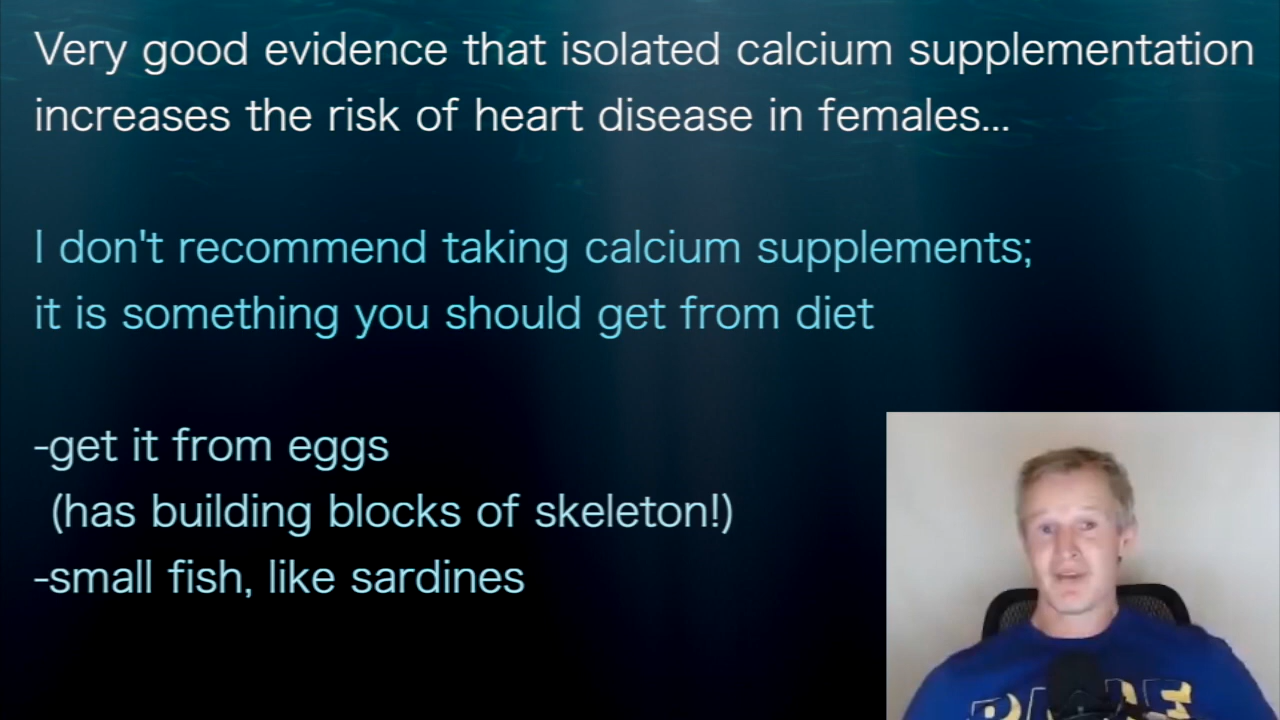 Very good evidence that isolated calcium supplementation
increases the risk of heart disease in females...
I don't recommend taking calcium supplements;
it is something you should get from diet
-get it from eggs
(has building blocks of skeleton!)
-small fish, like sardines